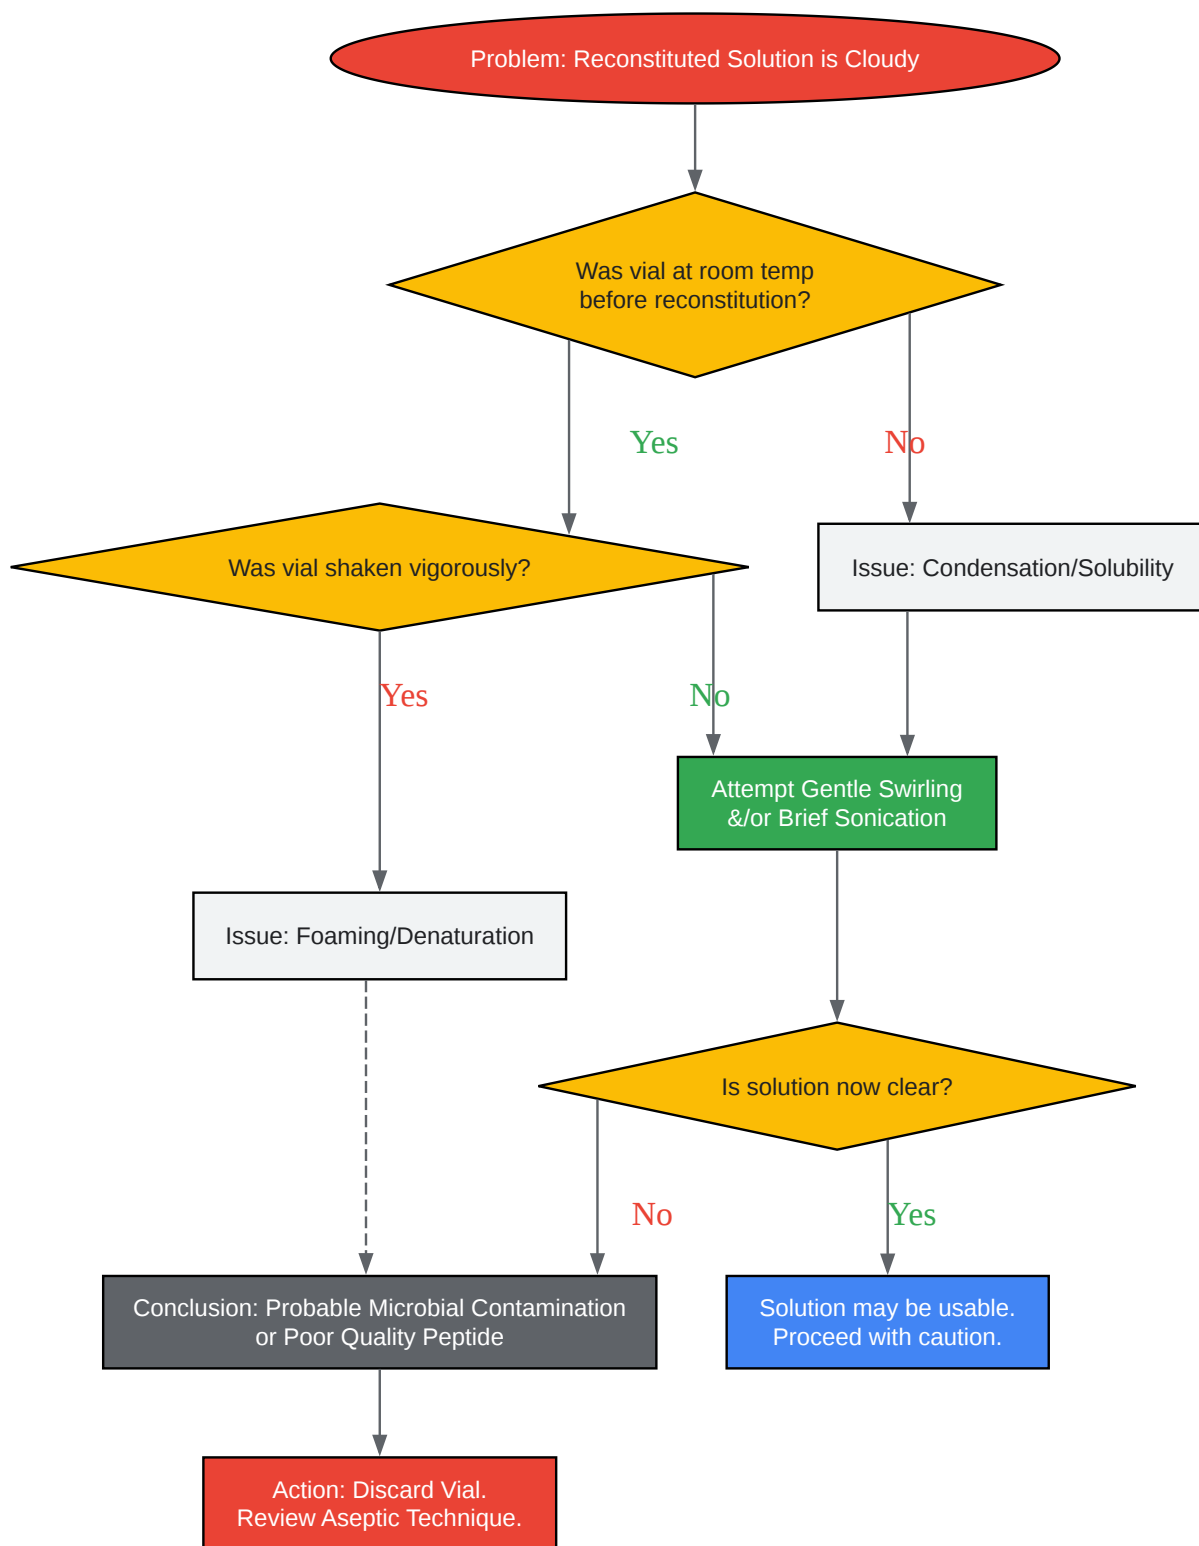 Problem: Reconstituted Solution is Cloudy
Was vial at room temp
before reconstitution?
Yes
No
Was vial shaken vigorously?
Issue: Condensation/Solubility
Yes
No
Attempt Gentle Swirling
&/or Brief Sonication
Issue: Foaming/Denaturation
Is solution now clear?
No
Yes
Conclusion: Probable Microbial Contamination
or Poor Quality Peptide
Solution may be usable.
Proceed with caution.
Action: Discard Vial.
Review Aseptic Technique.